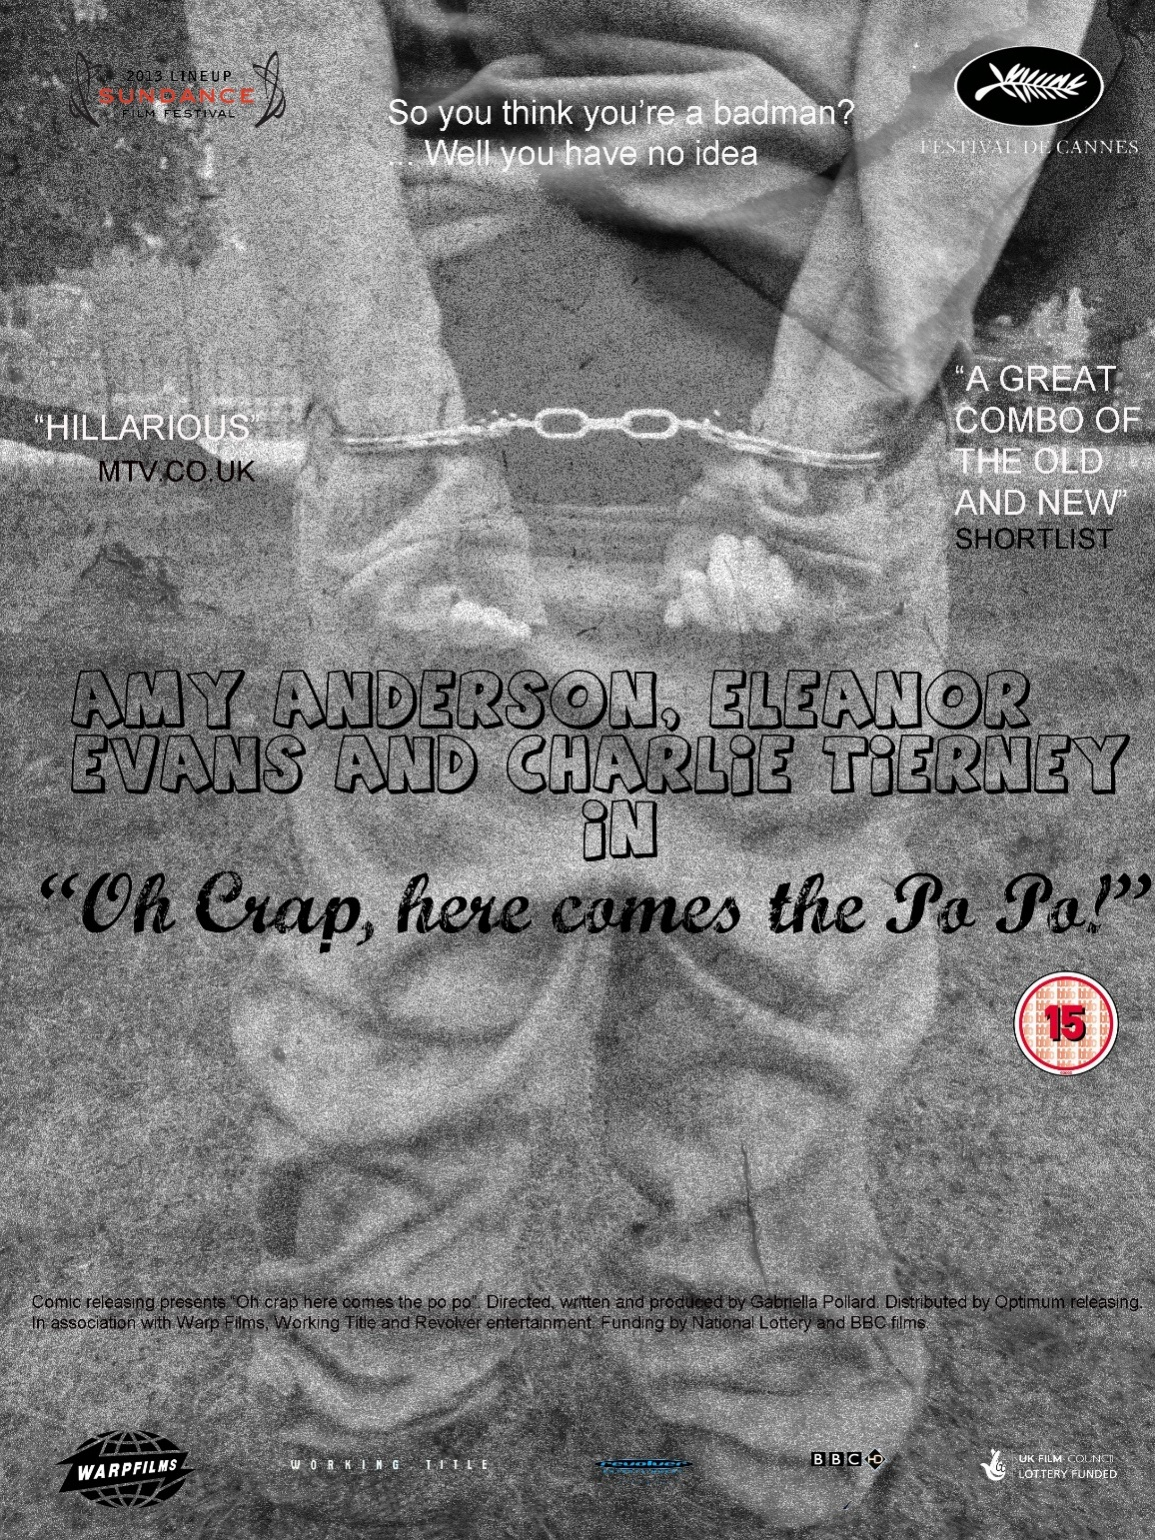 2013 LINEUP
SUNDANCE
FILM FESTIVAL
So you think you're a badman?
... Well you have no idea
FESTIVAL DE CANNES
"HILLARIOUS"
MTV.CO.UK
"A GREAT
COMBO OF
THE OLD
AND NEW"
SHORTLIST
AMY ANDERSON, ELEANOR
EVANS AND CHARLiE TiERNEY
iN
"Oh Crap, here comes the Po Po!"
15
Comic releasing presents "Oh crap here comes the po po". Directed, written and produced by Gabriella Pollard. Distributed by Optimum releasing.
In association with Warp Films, Working Title and Revolver entertainment. Funding by National Lottery and BBC films.
WARPFILMS
WORKING TITLE
revolver
BBC HD
UK FILM COUNCIL
LOTTERY FUNDED